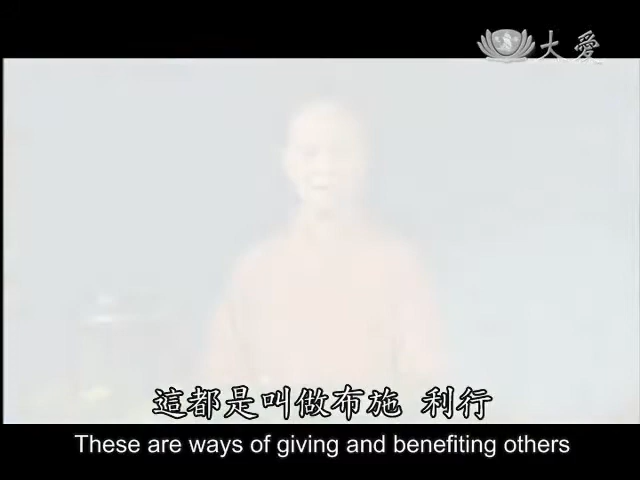 大愛
這都是叫做布施 利行
These are ways of giving and benefiting others